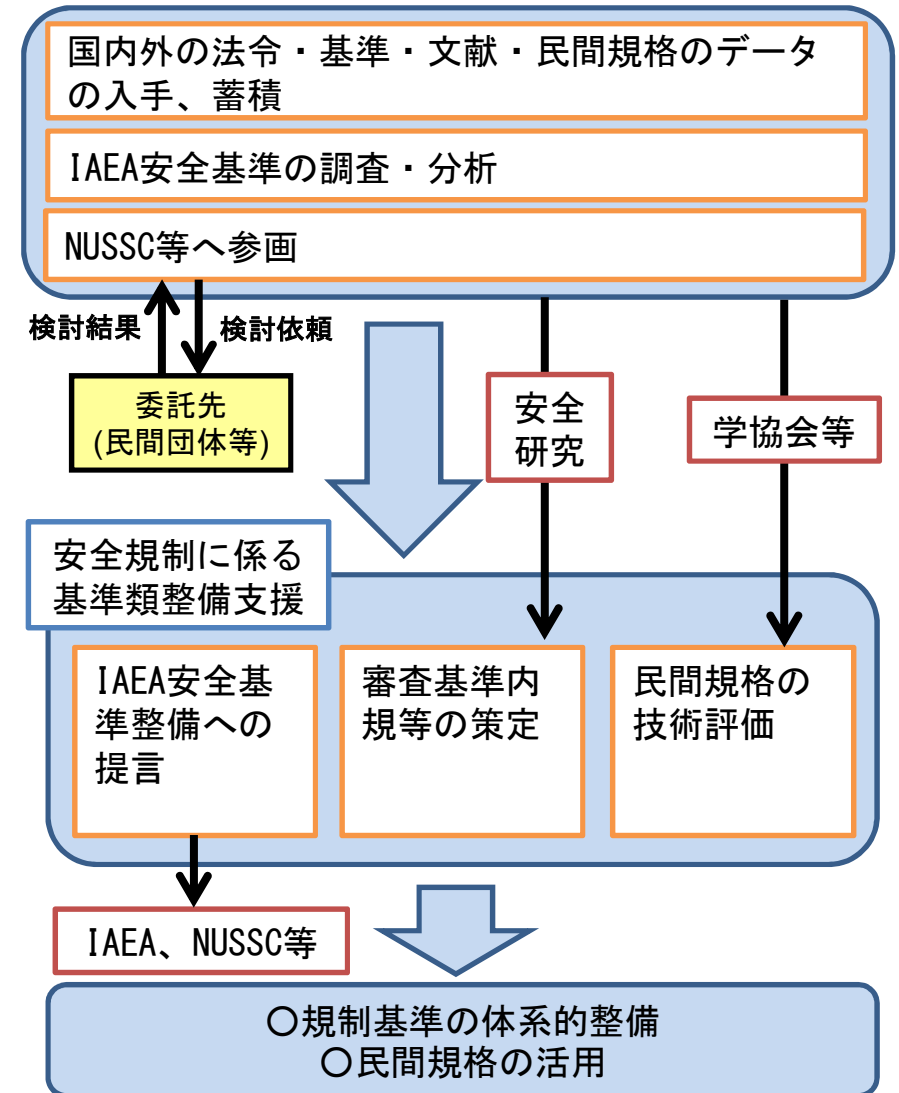 国内外の法令・基準・文献・民間規格のデータ
の入手、蓄積
IAEA安全基準の調査・分析
NUSSC等へ参画
検討結果
検討依頼
委託先
(民間団体等)
安全
研究
学協会等
安全規制に係る
基準類整備支援
IAEA安全基
準整備への
提言
審査基準内
規等の策定
民間規格の
技術評価
IAEA、NUSSC等
〇規制基準の体系的整備
〇民間規格の活用